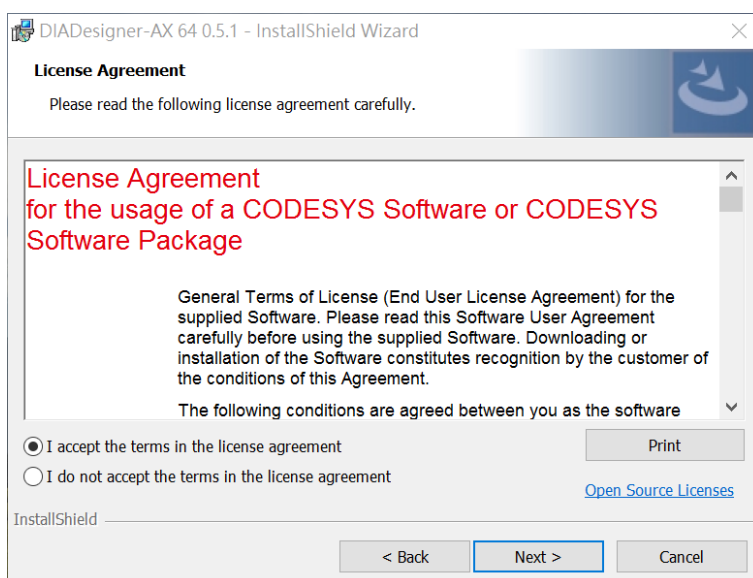 DIADesigner-AX 64 0.5.1 - InstallShield Wizard
License Agreement
Please read the following license agreement carefully.
License Agreement
for the usage of a CODESYS Software or CODESYS
Software Package
General Terms of License (End User License Agreement) for the
supplied Software. Please read this Software User Agreement
carefully before using the supplied Software. Downloading or
installation of the Software constitutes recognition by the customer of
the conditions of this Agreement.
The following conditions are agreed between you as the software
I accept the terms in the license agreement
Print
I do not accept the terms in the license agreement
Open Source Licenses
InstallShield
< Back
Next >
Cancel